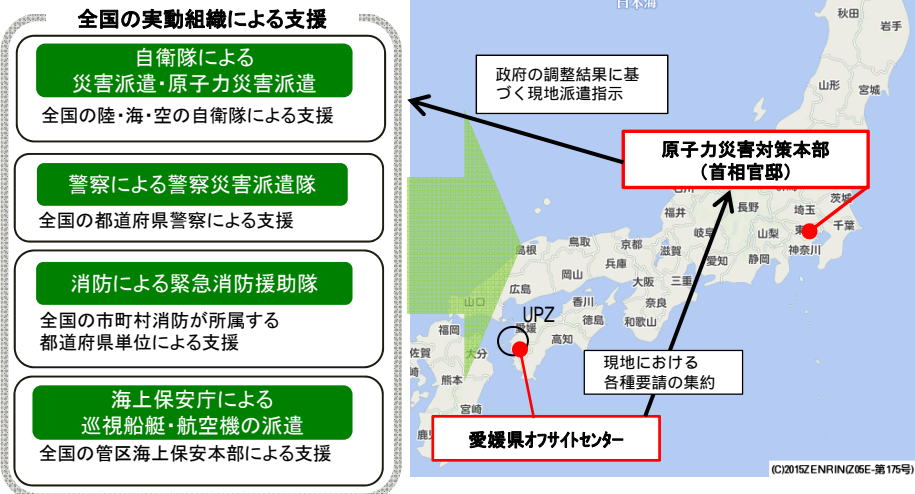 全国の実動組織による支援
自衛隊による
災害派遣・原子力災害派遣
全国の陸・海・空の自衛隊による支援
警察による警察災害派遣隊
全国の都道府県警察による支援
消防による緊急消防援助隊
全国の市町村消防が所属する
都道府県単位による支援
海上保安庁による
巡視船艇・航空機の派遣
全国の管区海上保安本部による支援
日本海
秋田
岩手
政府の調整結果に基
づく現地派遣指示
山形
宮城
原子力災害対策本部
(首相官邸)
茨城
長野
埼玉
福井
千葉
岐阜
山梨
神奈川
静岡
愛知
島根
鳥取
京都
滋賀
兵庫
岡山
広島
大阪
三重
奈良
山口
香川
徳島
和歌山
UPZ
愛媛
高知
福岡
佐賀
大分
熊本
宮崎
現地における
各種要請の集約
愛媛県オフサイトセンター
(C)2015ZENRIN(Z05E-第175号)